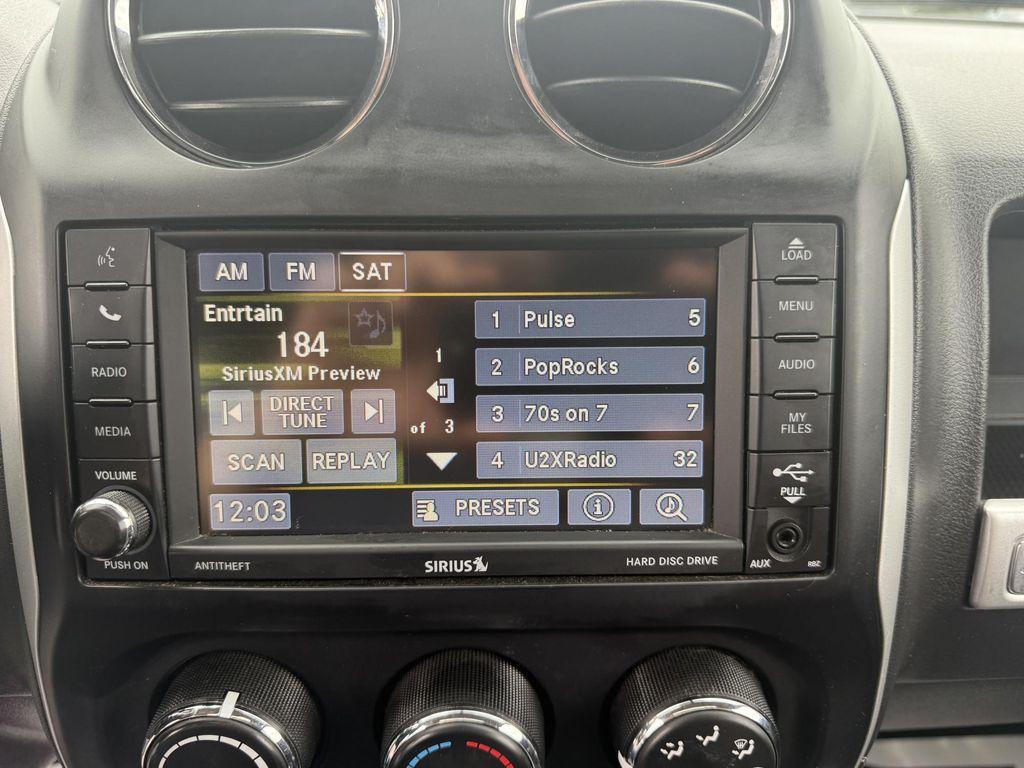 AM FM SAT
Entrtain
184
SiriusXM Preview
DIRECT
TUNE
SCAN REPLAY
12:03
1
of 3
1 Pulse 5
2 PopRocks 6
3 70s on 7 7
4 U2XRadio 32
PRESETS
i
RADIO
MEDIA
VOLUME
PUSH ON
LOAD
MENU
AUDIO
MY
FILES
PULL
AUX
RBZ
ANTITHEFT
SIRIUS
HARD DISC DRIVE